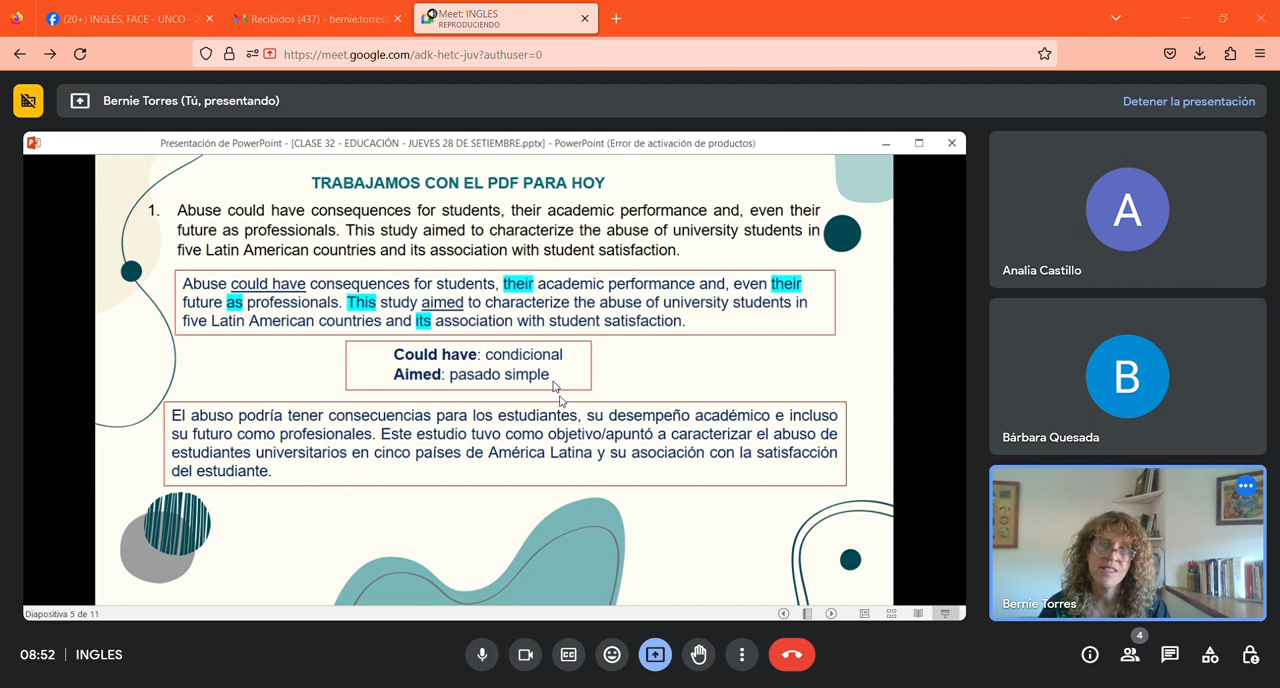 (20+) INGLÉS, FACE - UNCO - 2
Recibidos (437) - bernie.torres.
Meet: INGLES
REPRODUCIENDO
https://meet.google.com/adk-hetc-juv?authuser=0
Bernie Torres (Tú, presentando)
Detener la presentación
Presentación de PowerPoint - [CLASE 32 - EDUCACIÓN - JUEVES 28 DE SETIEMBRE.pptx] - PowerPoint (Error de activación de productos)
TRABAJAMOS CON EL PDF PARA HOY
1. Abuse could have consequences for students, their academic performance and, even their
future as professionals. This study aimed to characterize the abuse of university students in
five Latin American countries and its association with student satisfaction.
Abuse could have consequences for students, their academic performance and, even their
future as professionals. This study aimed to characterize the abuse of university students in
five Latin American countries and its association with student satisfaction.
Could have: condicional
Aimed: pasado simple
El abuso podría tener consecuencias para los estudiantes, su desempeño académico e incluso
su futuro como profesionales. Este estudio tuvo como objetivo/apuntó a caracterizar el abuso de
estudiantes universitarios en cinco países de América Latina y su asociación con la satisfacción
del estudiante.
Diapositiva 5 de 11
A
Analia Castillo
B
Bárbara Quesada
Bernie Torres
08:52 | INGLES
4